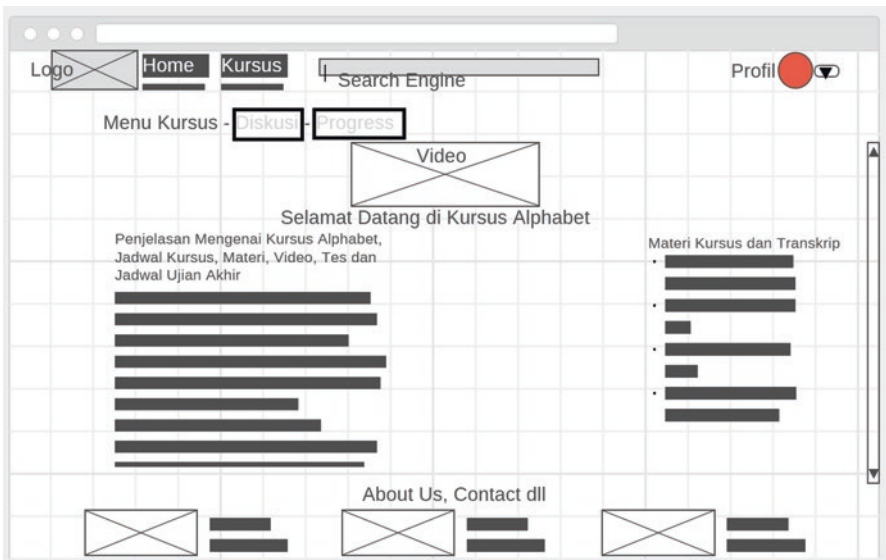 Logo Home Kursus Search Engine Profil
Menu Kursus - Diskusi - Progress
Video
Selamat Datang di Kursus Alphabet
Penjelasan Mengenai Kursus Alphabet,
Jadwal Kursus, Materi, Video, Tes dan
Jadwal Ujian Akhir
Materi Kursus dan Transkrip
About Us, Contact dll